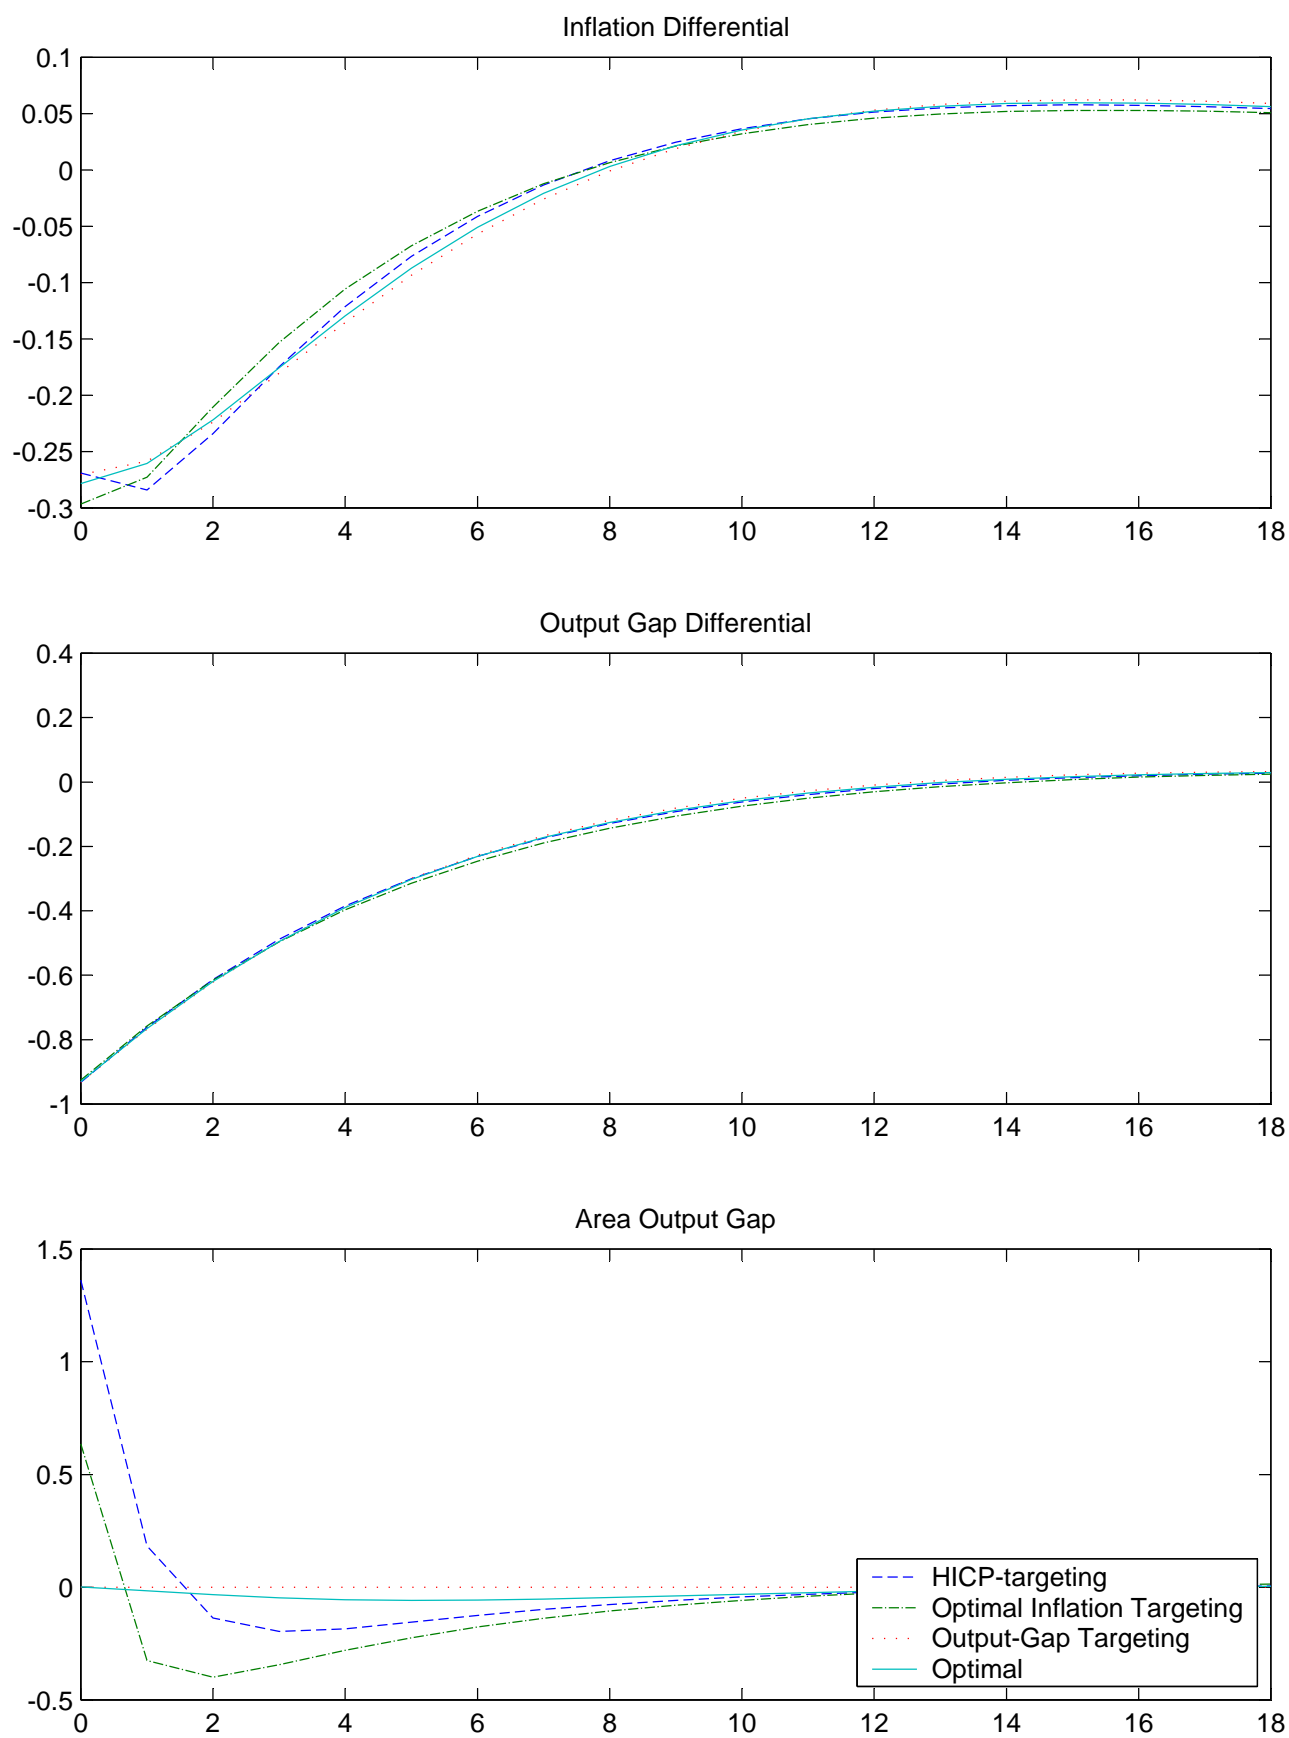 Inflation Differential
0.1
0.05
0
-0.05
-0.1
-0.15
-0.2
-0.25
-0.3
0 2 4 6 8 10 12 14 16 18
Output Gap Differential
0.4
0.2
0
-0.2
-0.4
-0.6
-0.8
-1
0 2 4 6 8 10 12 14 16 18
Area Output Gap
1.5
1
0.5
0
-0.5
HICP-targeting
Optimal Inflation Targeting
Output-Gap Targeting
Optimal
0 2 4 6 8 10 12 14 16 18